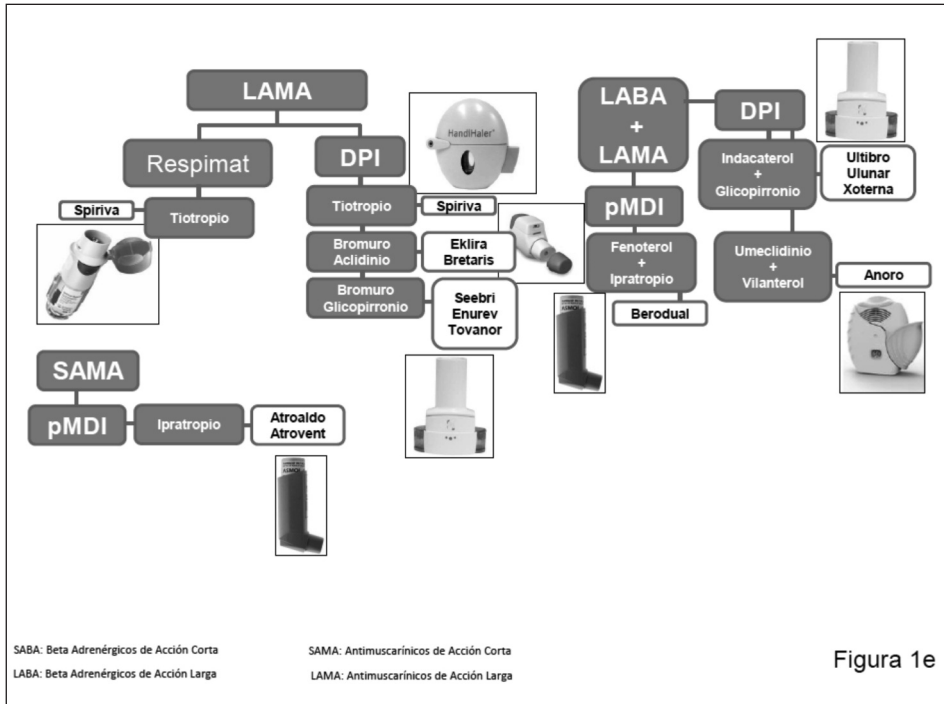 LAMA
Respimat
Spiriva
Tiotropio
HandiHaler®
DPI
Tiotropio
Spiriva
Bromuro
Aclidinio
Eklira
Bretaris
Bromuro
Glicopirronio
Seebri
Enurev
Tovanor
SAMA
pMDI
Ipratropio
Atroaldo
Atrovent
LABA
+
LAMA
pMDI
Fenoterol
+
Ipratropio
Berodual
DPI
Indacaterol
+
Glicopirronio
Ultibro
Ulunar
Xoterna
Umeclidinio
+
Vilanterol
Anoro
SABA: Beta Adrenérgicos de Acción Corta
LABA: Beta Adrenérgicos de Acción Larga
SAMA: Antimuscarínicos de Acción Corta
LAMA: Antimuscarínicos de Acción Larga
Figura 1e